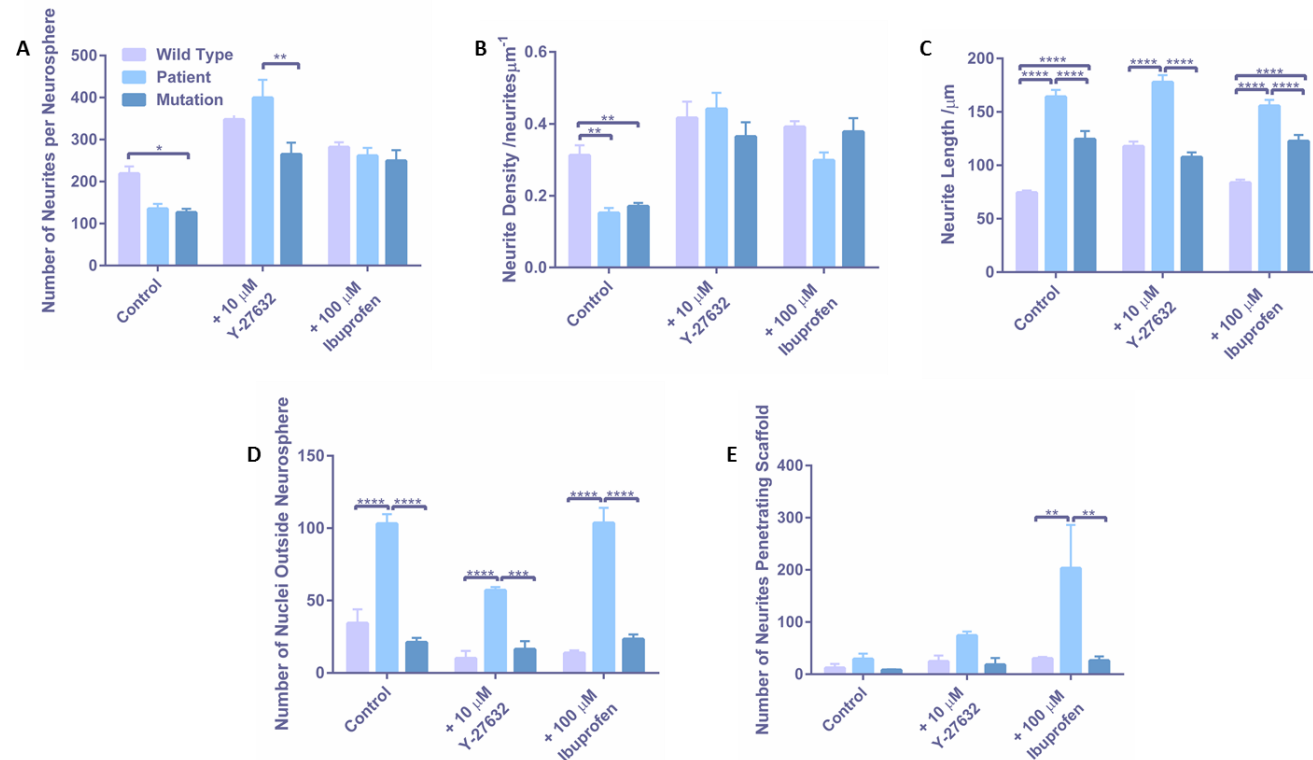 A
Number of Neurites per Neurosphere
500
400
300
200
100
0
Wild Type
Patient
Mutation
*
**
Control
+ 10 µM
Y-27632
+ 100 µM
Ibuprofen
B
Neurite Density /neuritesµm-1
0.6
0.4
0.2
0.0
**
**
Control
+ 10 µM
Y-27632
+ 100 µM
Ibuprofen
C
Neurite Length /µm
200
150
100
50
0
****
**** ****
**** ****
****
**** ****
Control
+ 10 µM
Y-27632
+ 100 µM
Ibuprofen
D
Number of Nuclei Outside Neurosphere
150
100
50
0
**** ****
**** ***
**** ****
Control
+ 10 µM
Y-27632
+ 100 µM
Ibuprofen
E
Number of Neurites Penetrating Scaffold
400
300
200
100
0
** **
Control
+ 10 µM
Y-27632
+ 100 µM
Ibuprofen